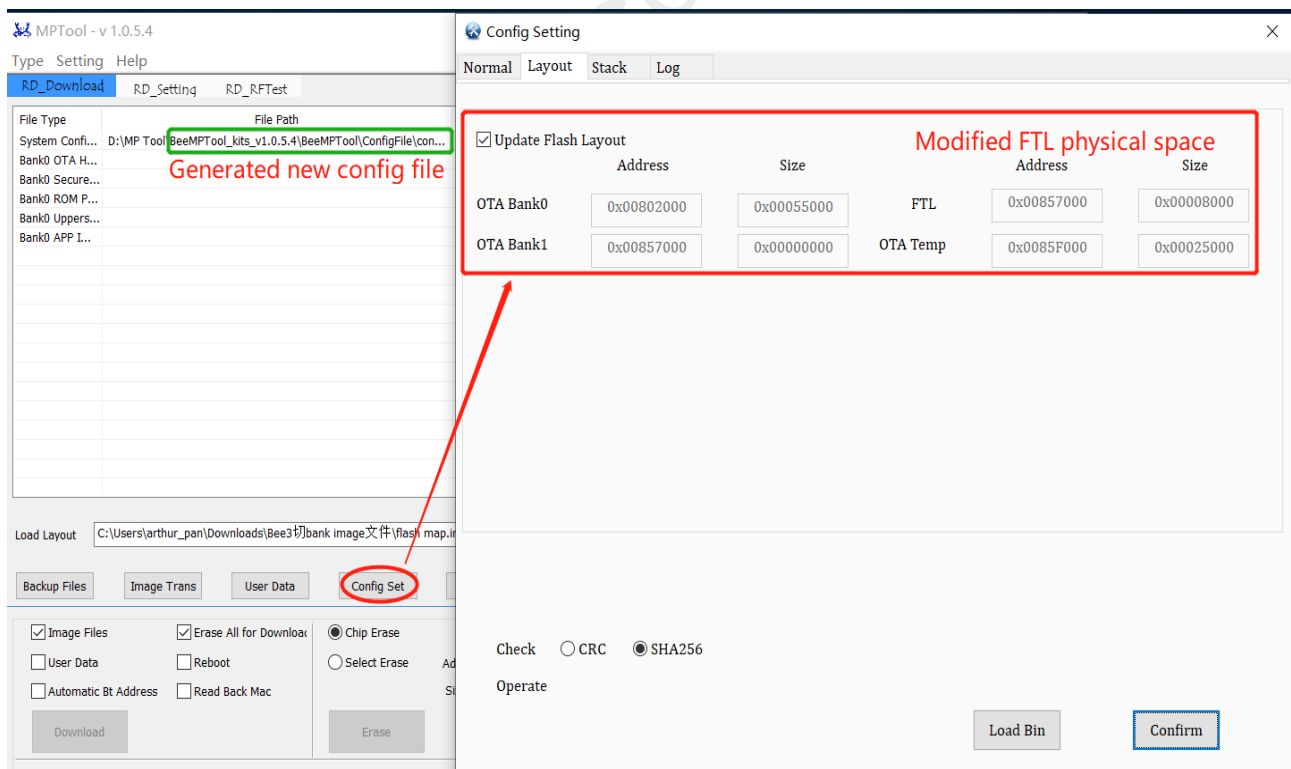 MPTool - v 1.0.5.4
Type Setting Help
RD_Download RD_Setting RD_RFTest
File Type File Path
System Confi... D:\MP Tool\BeeMPTool_kits_v1.0.5.4\BeeMPTool\ConfigFile\con...
Bank0 OTA H...
Bank0 Secure...
Bank0 ROM P...
Bank0 Uppers...
Bank0 APP I...
Generated new config file
Load Layout C:\Users\arthur_pan\Downloads\Bee3切bank image文件\flash map.in
Backup Files Image Trans User Data Config Set
Image Files Erase All for Download Chip Erase
User Data Reboot Select Erase Ad
Automatic Bt Address Read Back Mac Si
Download Erase
Config Setting
Normal Layout Stack Log
Update Flash Layout Modified FTL physical space
Address Size Address Size
OTA Bank0 0x00802000 0x00055000 FTL 0x00857000 0x00008000
OTA Bank1 0x00857000 0x00000000 OTA Temp 0x0085F000 0x00025000
Check CRC SHA256
Operate
Load Bin Confirm